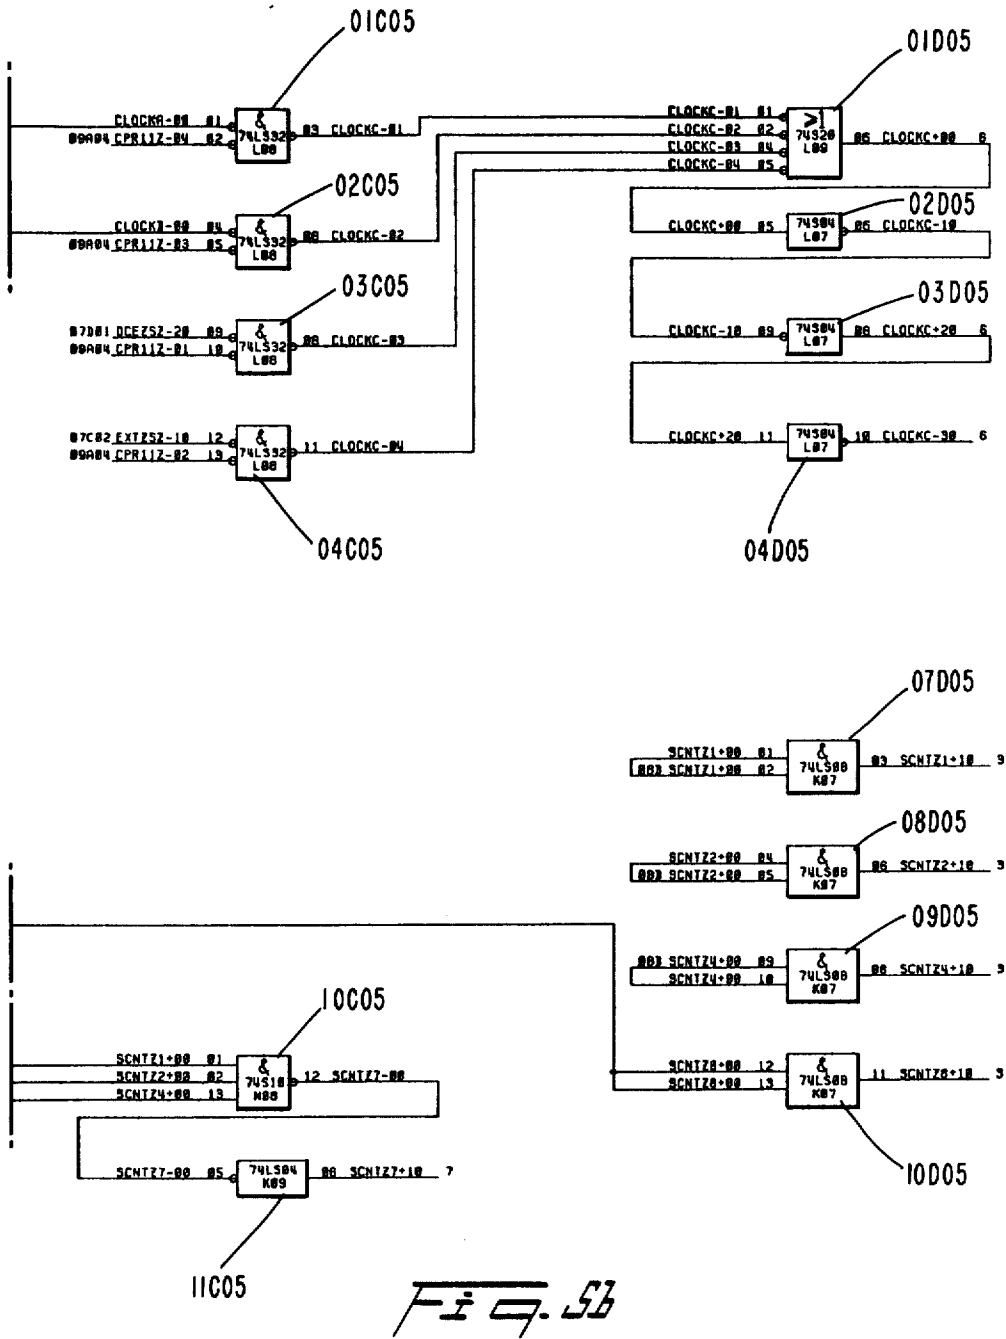 01C05
01D05
CLOCKA-00 01
09A04 CPR11Z-04 02
&
74LS32
L08
03 CLOCKC-01
CLOCKC-01 01
CLOCKC-02 02
CLOCKC-03 04
CLOCKC-04 05
≥1
74S20
L09
06 CLOCKC+00 6
02C05
02D05
CLOCKB-00 04
09A04 CPR11Z-03 05
&
74LS32
L08
08 CLOCKC-02
CLOCKC+00 05
74S04
L07
06 CLOCKC-10
03C05
03D05
07D01 DCEZSZ-20 09
09A04 CPR11Z-01 10
&
74LS32
L08
08 CLOCKC-03
CLOCKC-10 09
74S04
L07
08 CLOCKC+20 6
07C02 EXTZSZ-10 12
09A04 CPR11Z-02 13
&
74LS32
L08
11 CLOCKC-04
CLOCKC+20 11
74S04
L07
10 CLOCKC-30 6
04C05
04D05
07D05
SCNTZ1+00 01
SCNTZ1+00 02
&
74LS08
K07
03 SCNTZ1+10 9
08D05
SCNTZ2+00 04
SCNTZ2+00 05
&
74LS08
K07
06 SCNTZ2+10 9
09D05
SCNTZ4+00 09
SCNTZ4+00 10
&
74LS08
K07
08 SCNTZ4+10 9
10C05
SCNTZ1+00 01
SCNTZ2+00 02
SCNTZ4+00 13
&
74S10
M08
12 SCNTZ7-00
SCNTZ8+00 12
SCNTZ8+00 13
&
74LS08
K07
11 SCNTZ8+10 9
10D05
SCNTZ7-00 05
74LS04
K09
06 SCNTZ7+10 7
11C05
Fig. 5b